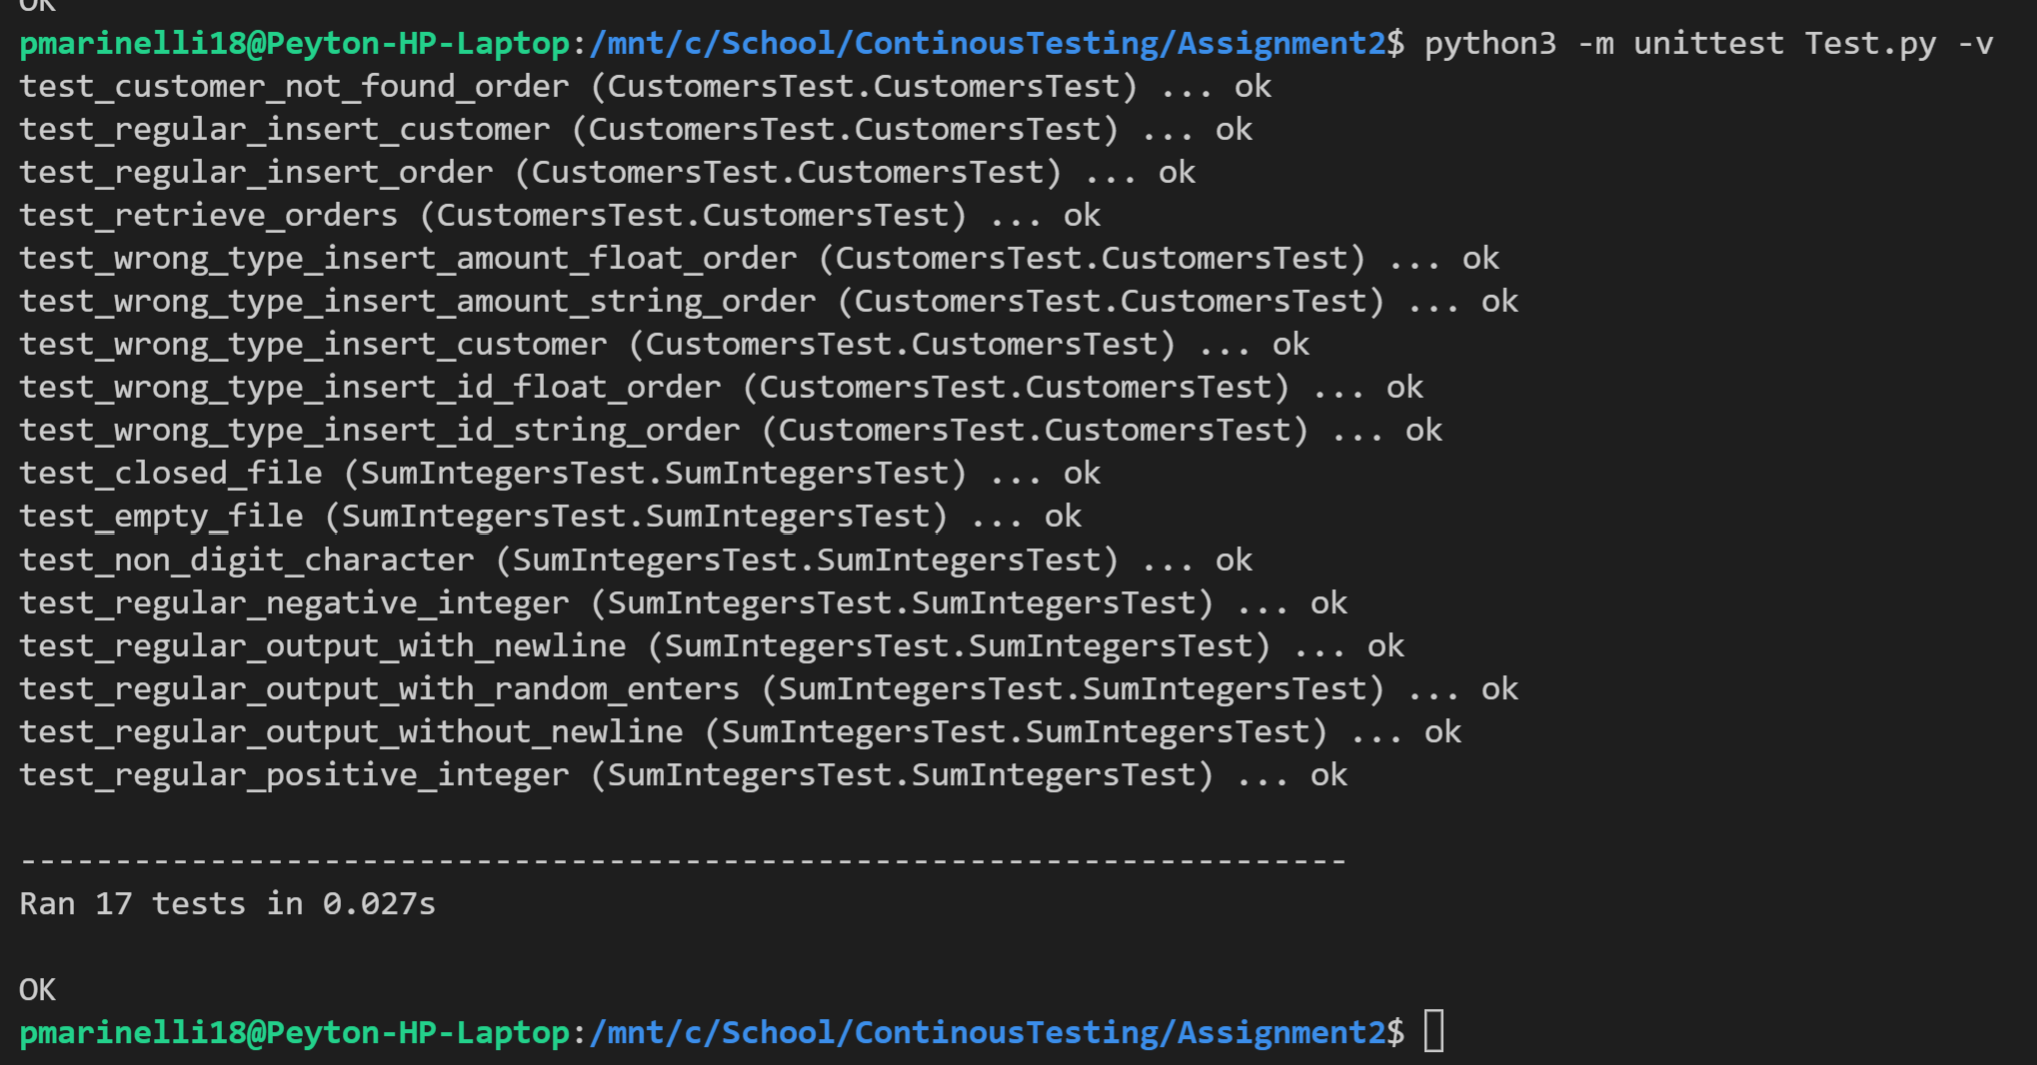 OK
pmarinelli18@Peyton-HP-Laptop:/mnt/c/School/ContinousTesting/Assignment2$ python3 -m unittest Test.py -v
test_customer_not_found_order (CustomersTest.CustomersTest) ... ok
test_regular_insert_customer (CustomersTest.CustomersTest) ... ok
test_regular_insert_order (CustomersTest.CustomersTest) ... ok
test_retrieve_orders (CustomersTest.CustomersTest) ... ok
test_wrong_type_insert_amount_float_order (CustomersTest.CustomersTest) ... ok
test_wrong_type_insert_amount_string_order (CustomersTest.CustomersTest) ... ok
test_wrong_type_insert_customer (CustomersTest.CustomersTest) ... ok
test_wrong_type_insert_id_float_order (CustomersTest.CustomersTest) ... ok
test_wrong_type_insert_id_string_order (CustomersTest.CustomersTest) ... ok
test_closed_file (SumIntegersTest.SumIntegersTest) ... ok
test_empty_file (SumIntegersTest.SumIntegersTest) ... ok
test_non_digit_character (SumIntegersTest.SumIntegersTest) ... ok
test_regular_negative_integer (SumIntegersTest.SumIntegersTest) ... ok
test_regular_output_with_newline (SumIntegersTest.SumIntegersTest) ... ok
test_regular_output_with_random_enters (SumIntegersTest.SumIntegersTest) ... ok
test_regular_output_without_newline (SumIntegersTest.SumIntegersTest) ... ok
test_regular_positive_integer (SumIntegersTest.SumIntegersTest) ... ok
----------------------------------------------------------------------
Ran 17 tests in 0.027s
OK
pmarinelli18@Peyton-HP-Laptop:/mnt/c/School/ContinousTesting/Assignment2$